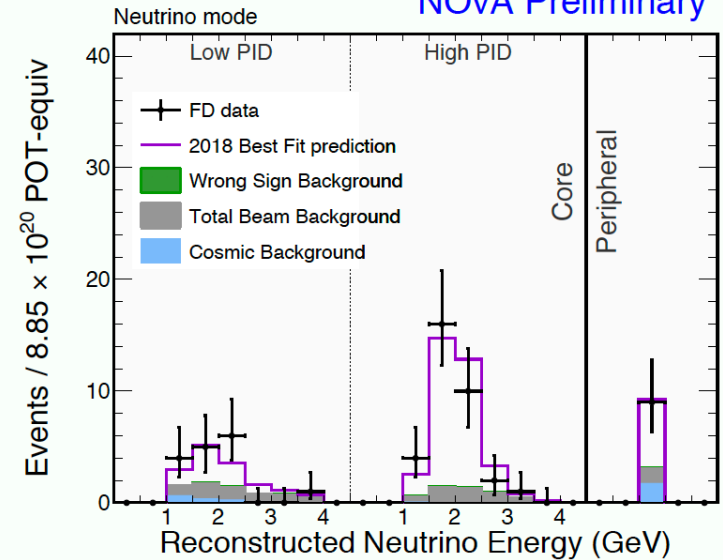 NOvA Preliminary
Neutrino mode
Low PID
High PID
FD data
2018 Best Fit prediction
Wrong Sign Background
Total Beam Background
Cosmic Background
Core
Peripheral
Events / 8.85 × 10²⁰ POT-equiv
40
30
20
10
0
1 2 3 4 1 2 3 4
Reconstructed Neutrino Energy (GeV)